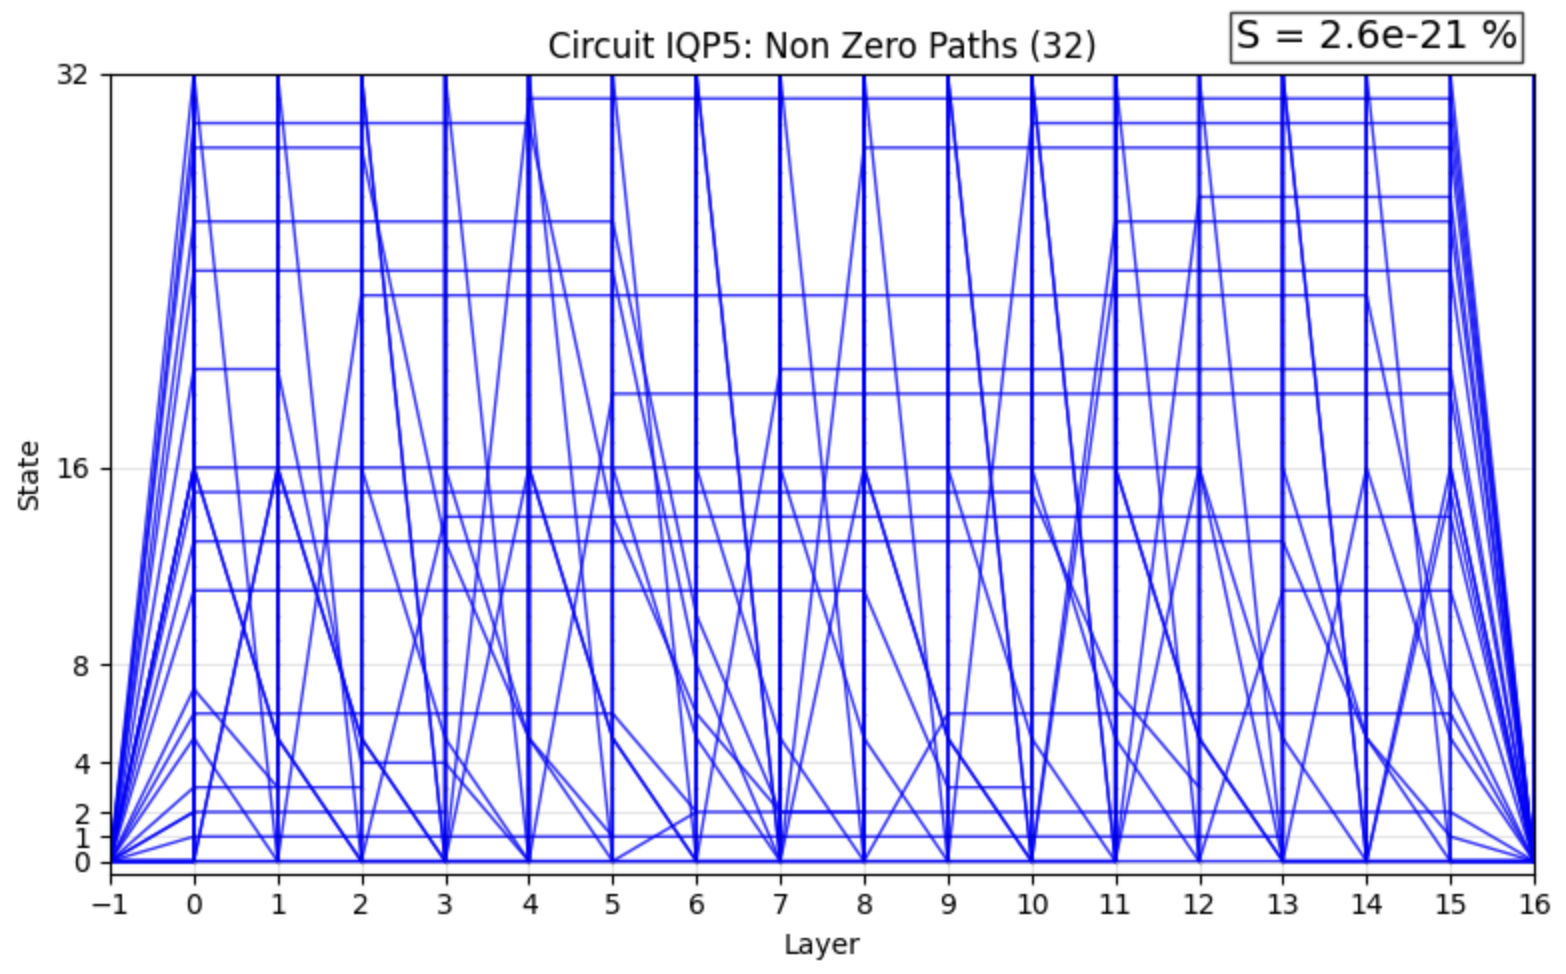 Circuit IQP5: Non Zero Paths (32)
S = 2.6e-21 %
32
16
8
4
2
1
0
State
−1 0 1 2 3 4 5 6 7 8 9 10 11 12 13 14 15 16
Layer